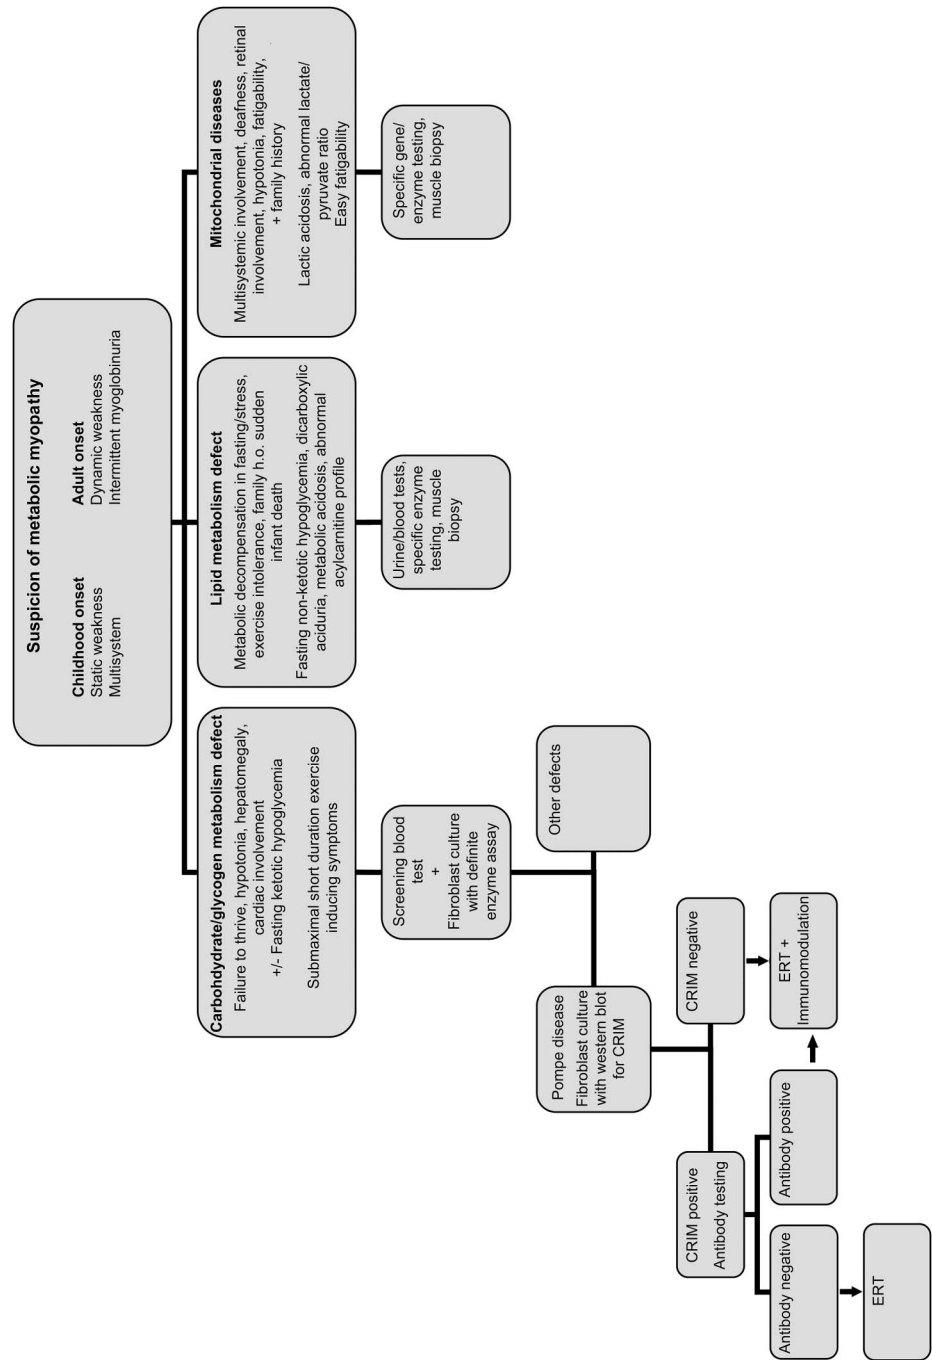 Suspicion of metabolic myopathy
Childhood onset
Static weakness
Multisystem
Adult onset
Dynamic weakness
Intermittent myoglobinuria
Carbohdydrate/glycogen metabolism defect
Failure to thrive, hypotonia, hepatomegaly,
cardiac involvement
+/- Fasting ketotic hypoglycemia
Submaximal short duration exercise
inducing symptoms
Lipid metabolism defect
Metabolic decompensation in fasting/stress,
exercise intolerance, family h.o. sudden
infant death
Fasting non-ketotic hypoglycemia, dicarboxylic
aciduria, metabolic acidosis, abnormal
acylcarnitine profile
Mitochondrial diseases
Multisystemic involvement, deafness, retinal
involvement, hypotonia, fatigability,
+ family history
Lactic acidosis, abnormal lactate/
pyruvate ratio
Easy fatigability
Screening blood
test
+
Fibroblast culture
with definite
enzyme assay
Urine/blood tests,
specific enzyme
testing, muscle
biopsy
Specific gene/
enzyme testing,
muscle biopsy
Pompe disease
Fibroblast culture
with western blot
for CRIM
Other defects
CRIM positive
Antibody testing
CRIM negative
Antibody negative
Antibody positive
ERT +
Immunomodulation
ERT